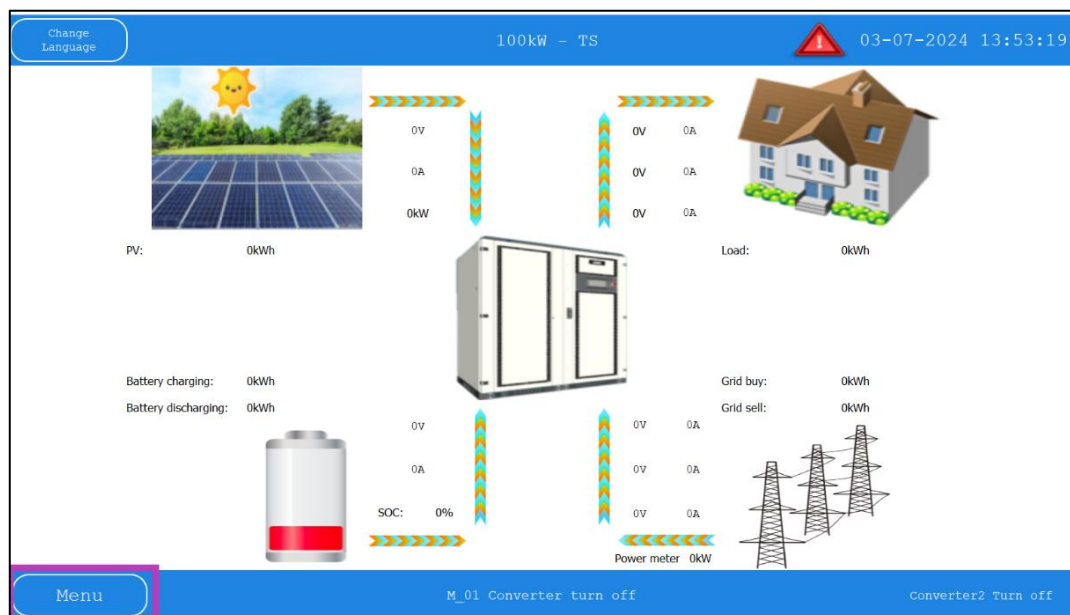 Change
Language
100kW - TS
03-07-2024 13:53:19
0V
0A
0kW
0V 0A
0V 0A
0V 0A
PV: 0kWh
Load: 0kWh
Battery charging: 0kWh
Battery discharging: 0kWh
Grid buy: 0kWh
Grid sell: 0kWh
0V
0A
SOC: 0%
0V 0A
0V 0A
0V 0A
Power meter 0kW
Menu
M_01 Converter turn off
Converter2 Turn off